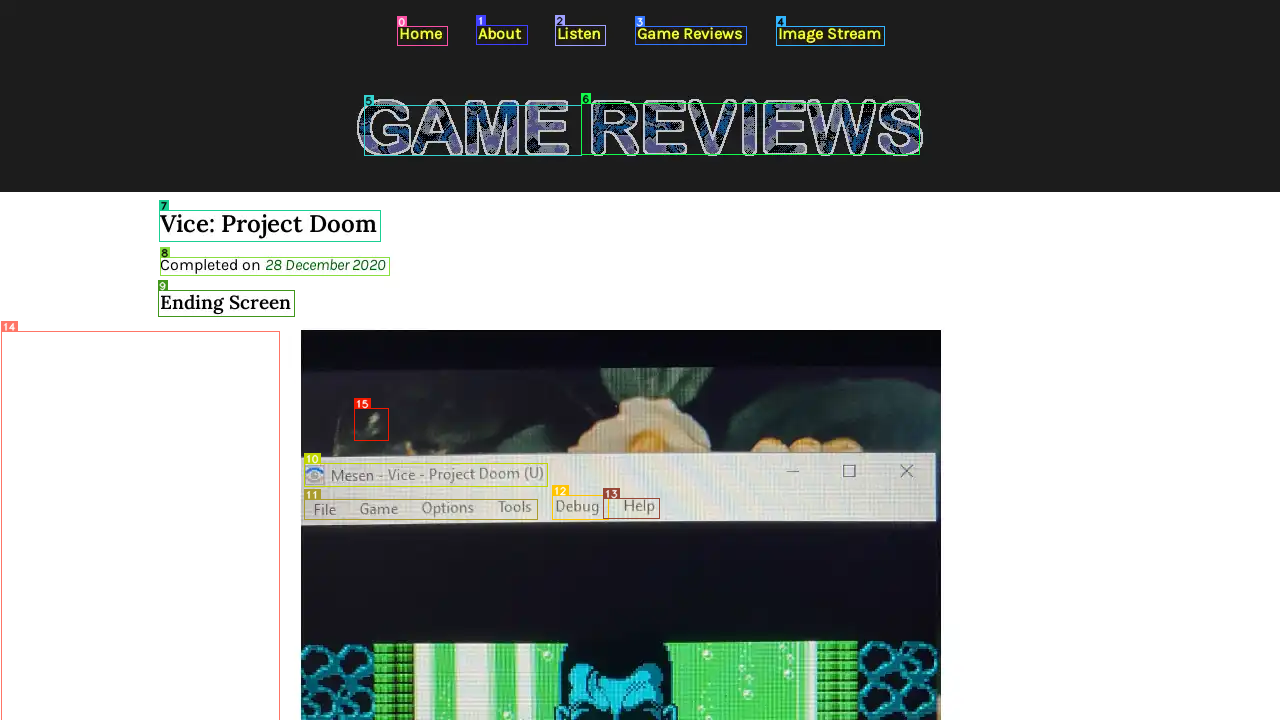 Home About Listen Game Reviews Image Stream
GAME REVIEWS
Vice: Project Doom
Completed on 28 December 2020
Ending Screen
Mesen - Vice - Project Doom (U)
File Game Options Tools Debug Help